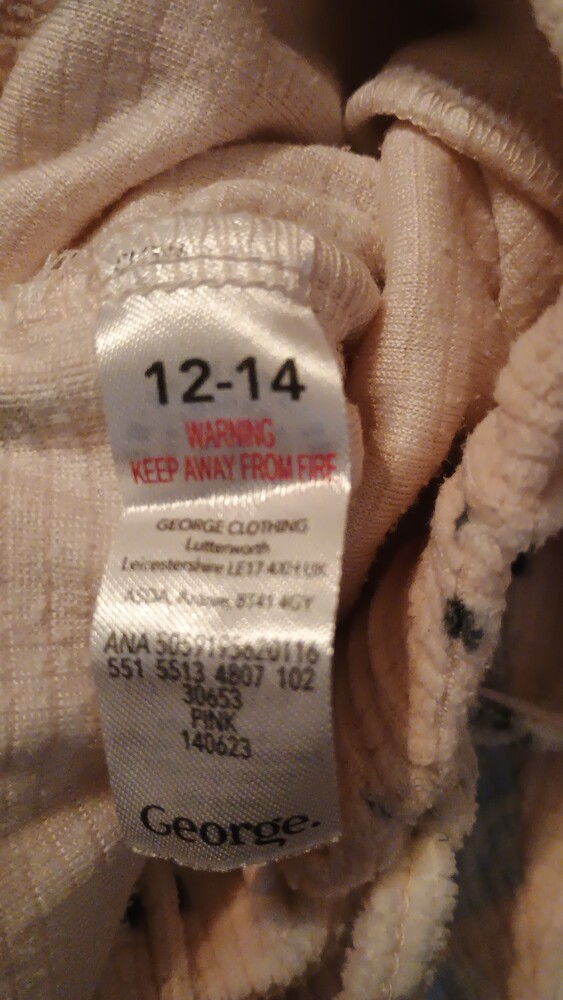 12-14
WARNING
KEEP AWAY FROM FIRE
GEORGE CLOTHING
Lutterworth
Leicestershire LE17 4XH UK
ASDA, BT41 4GY
ANA 5059195620116
551 5513 4807 102
30653
PINK
140623
George.